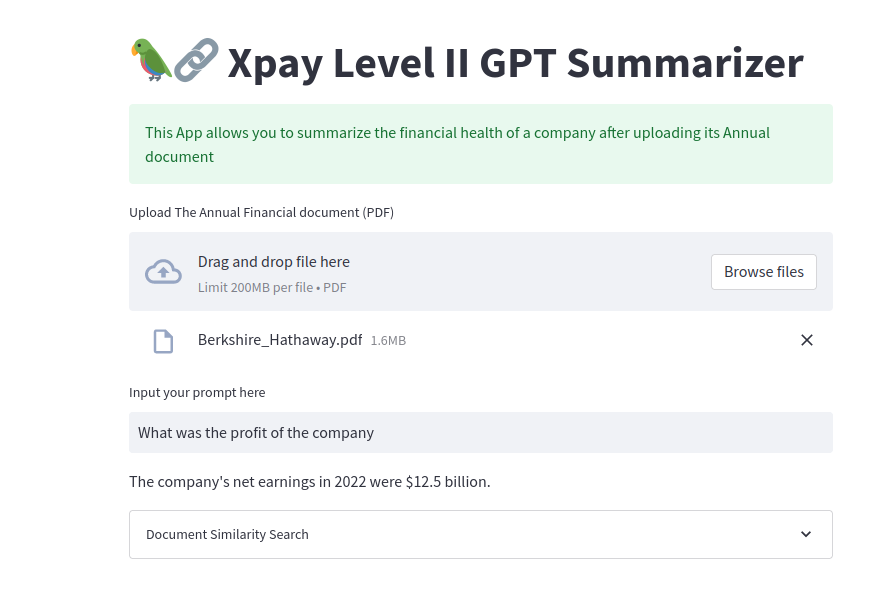 Xpay Level II GPT Summarizer
This App allows you to summarize the financial health of a company after uploading its Annual
document
Upload The Annual Financial document (PDF)
Drag and drop file here
Limit 200MB per file • PDF
Browse files
Berkshire_Hathaway.pdf 1.6MB
Input your prompt here
What was the profit of the company
The company's net earnings in 2022 were $12.5 billion.
Document Similarity Search